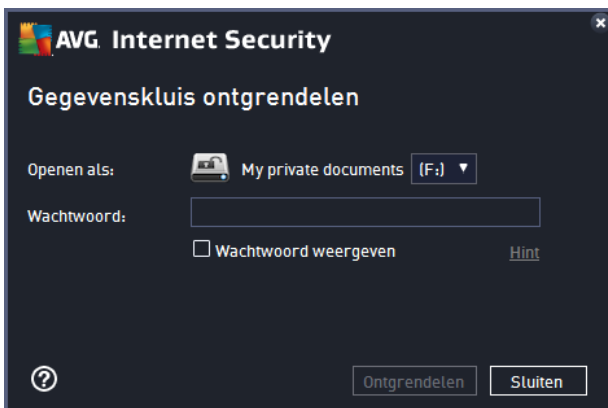 AVG. Internet Security
Gegevenskluis ontgrendelen
Openen als: My private documents (F:)
Wachtwoord:
Wachtwoord weergeven Hint
Ontgrendelen Sluiten